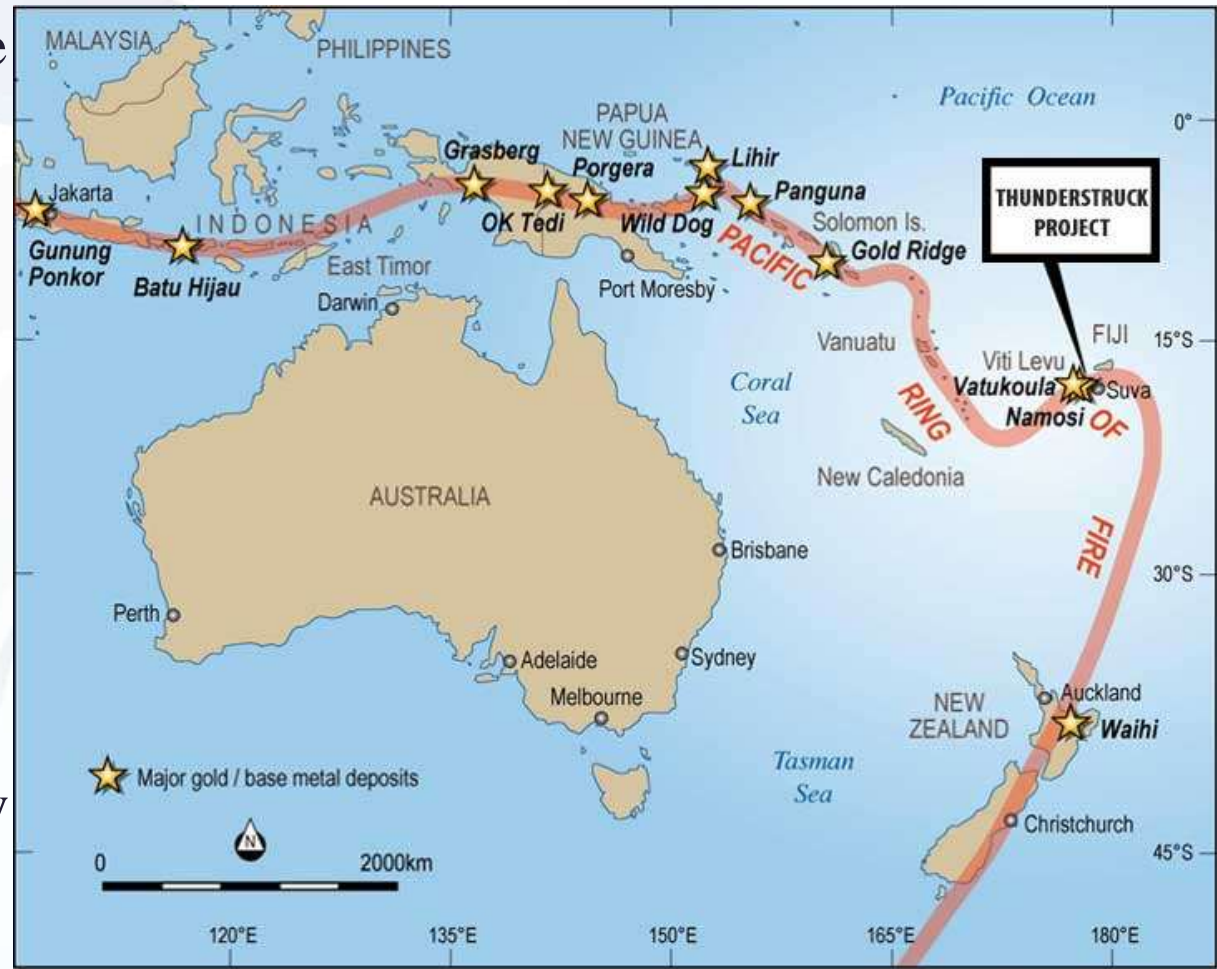 e
MALAYSIA
PHILIPPINES
Pacific Ocean
0°
PAPUA
NEW GUINEA
Grasberg
Porgera
Lihir
THUNDERSTRUCK
PROJECT
Jakarta
INDONESIA
OK Tedi
Wild Dog
Panguna
Solomon Is.
Gold Ridge
Gunung
Ponkor
Batu Hijau
East Timor
Darwin
Port Moresby
PACIFIC
RING
OF
FIRE
Vanuatu
FIJI
15°S
Viti Levu
Vatukoula
Suva
Namosi
Coral
Sea
New Caledonia
AUSTRALIA
Brisbane
30°S
Perth
Adelaide
Sydney
Melbourne
NEW
ZEALAND
Auckland
Waihi
Tasman
Sea
Christchurch
45°S
Major gold / base metal deposits
y
N
0 2000km
120°E 135°E 150°E 165°E 180°E